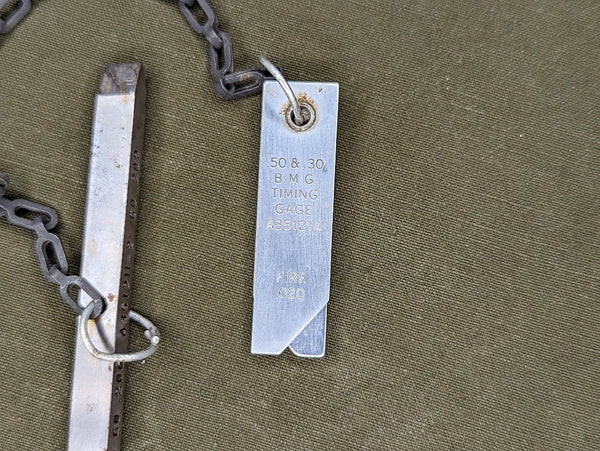 .50 & .30
B M G
TIMING
GAGE
A351214
FIRE
.020